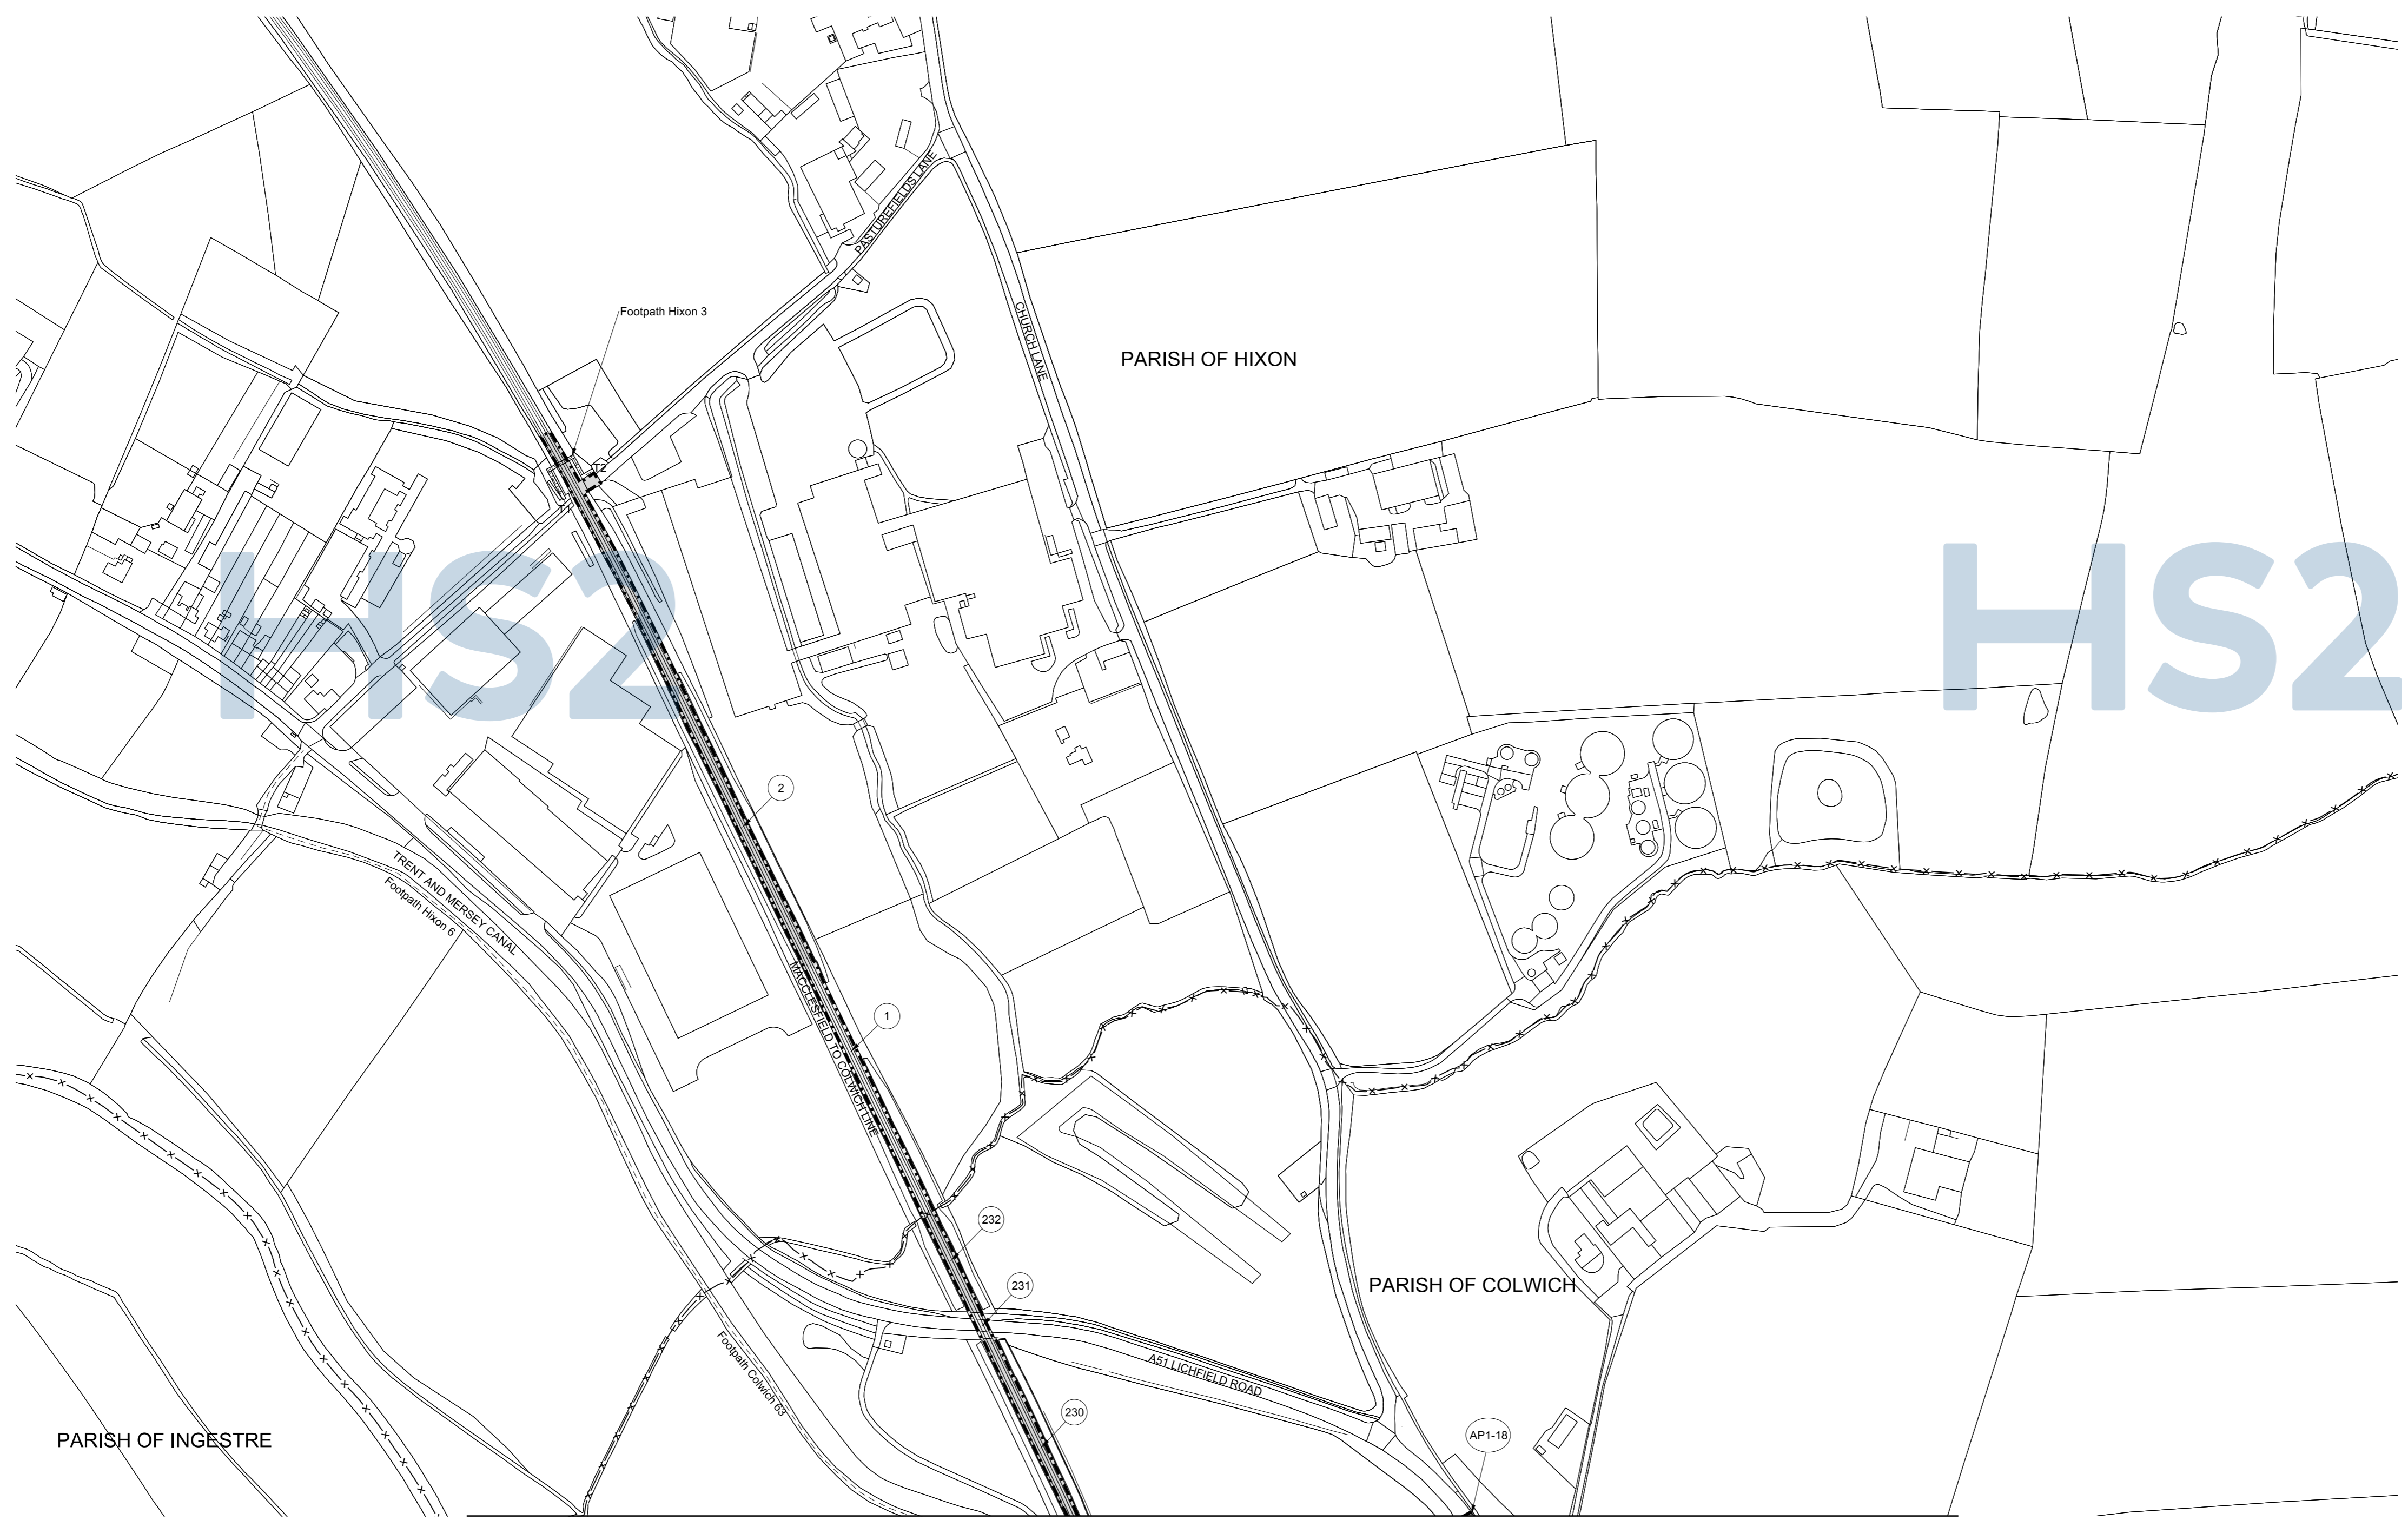 PASTUREFIELDS LANE
Footpath Hixon 3
CHURCH LANE
PARISH OF HIXON
T2
HS2
HS2
2
TRENT AND MERSEY CANAL
Footpath Hixon 6
MACCLESFIELD TO COLWICH LINE
1
232
231
PARISH OF COLWICH
Footpath Colwich 63
A51 LICHFIELD ROAD
230
AP1-18
PARISH OF INGESTRE